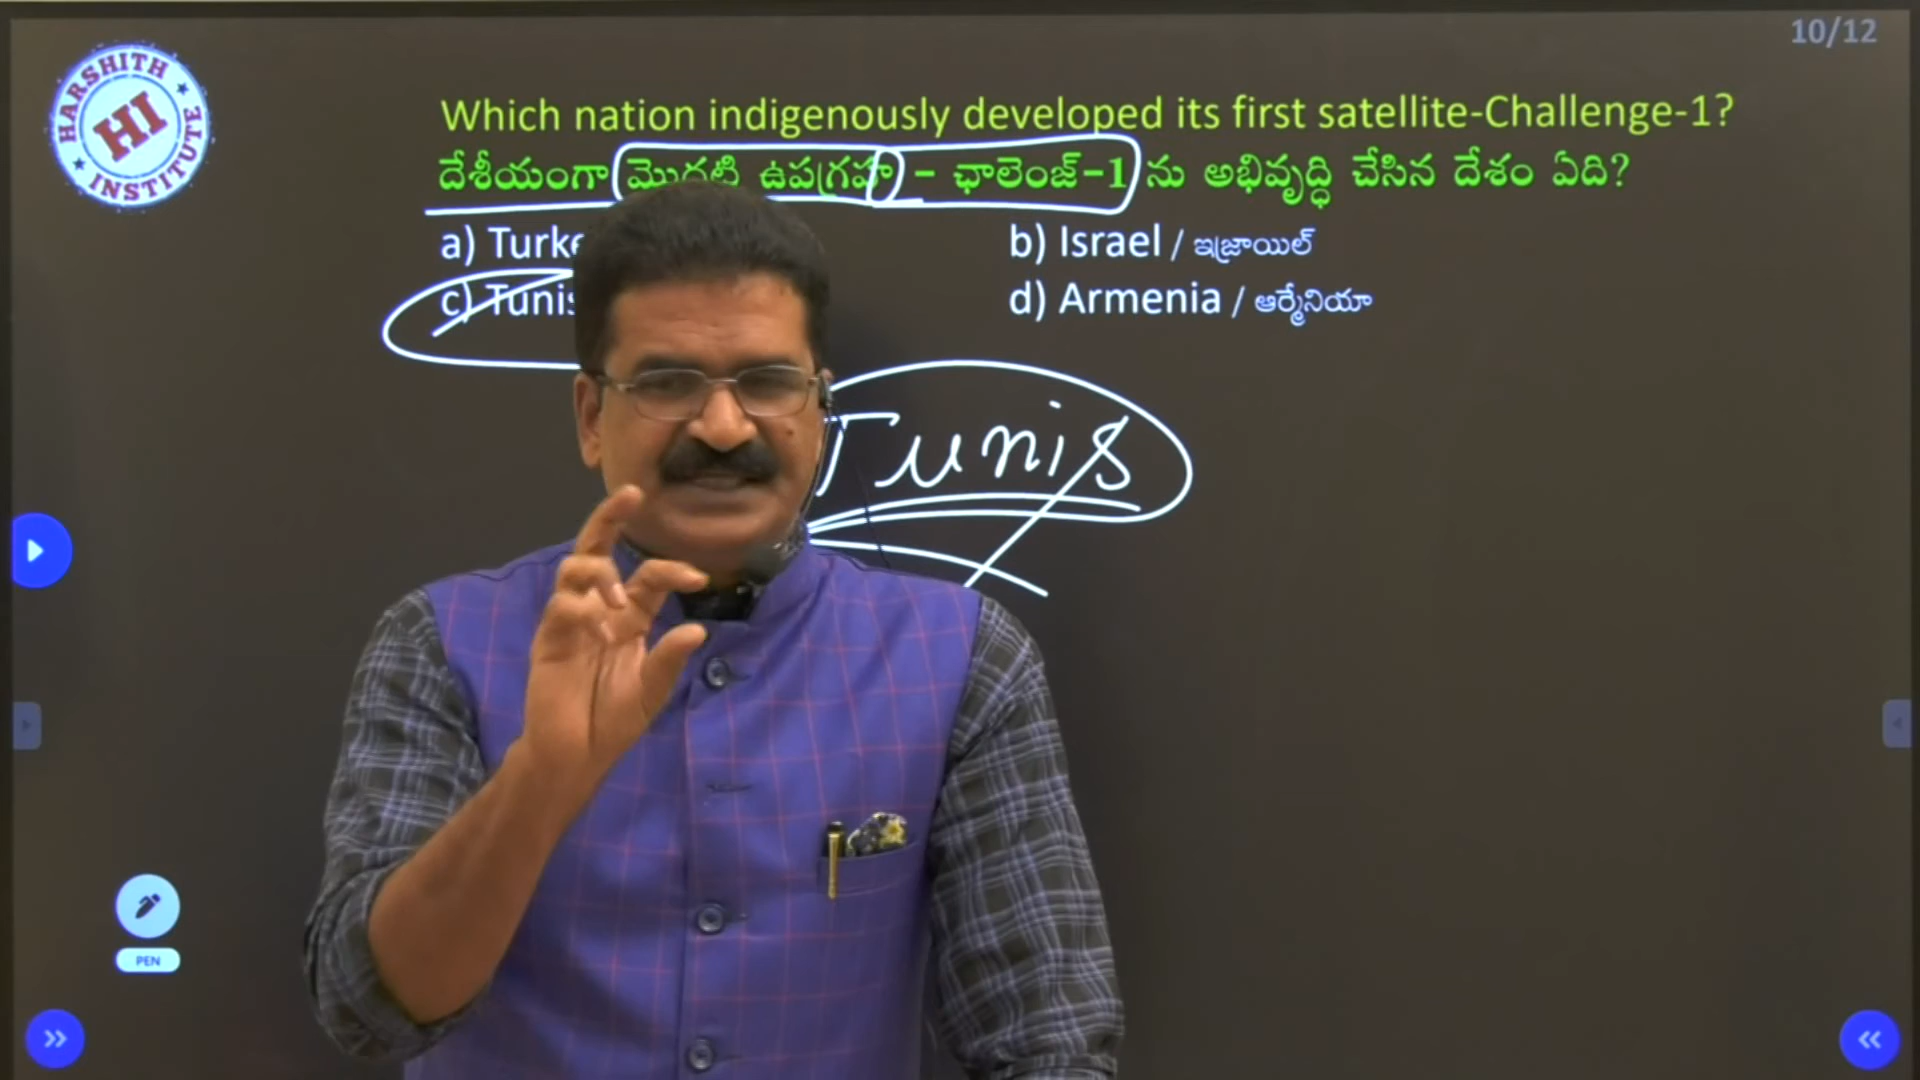 10/12
HARSHITH
HI
INSTITUTE
Which nation indigenously developed its first satellite-Challenge-1?
దేశీయంగా మొదటి ఉపగ్రహ - ఛాలెంజ్-1 ను అభివృద్ధి చేసిన దేశం ఏది?
a) Turke
b) Israel / ఇజ్రాయిల్
c) Tunis
d) Armenia / ఆర్మేనియా
Tunis
PEN